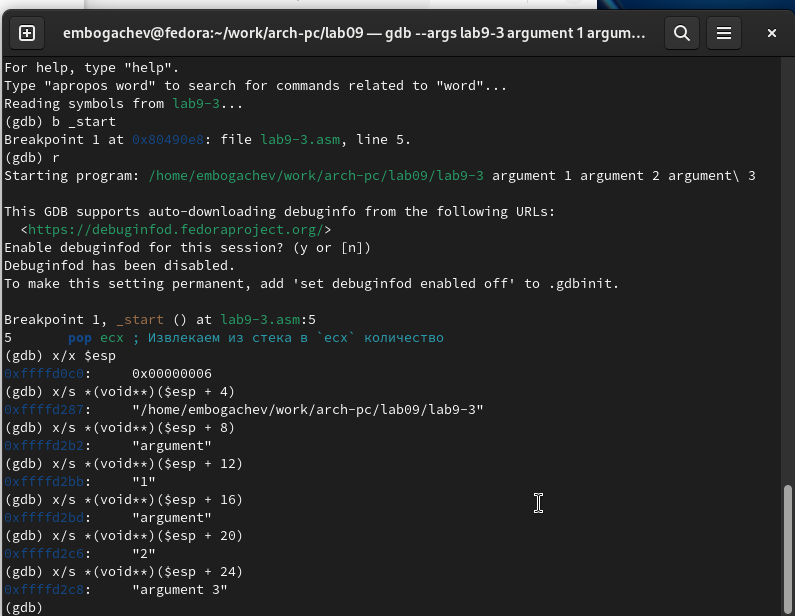 embogachev@fedora:~/work/arch-pc/lab09 — gdb --args lab9-3 argument 1 argum...
For help, type "help".
Type "apropos word" to search for commands related to "word"...
Reading symbols from lab9-3...
(gdb) b _start
Breakpoint 1 at 0x80490e8: file lab9-3.asm, line 5.
(gdb) r
Starting program: /home/embogachev/work/arch-pc/lab09/lab9-3 argument 1 argument 2 argument\ 3
This GDB supports auto-downloading debuginfo from the following URLs:
<https://debuginfod.fedoraproject.org/>
Enable debuginfod for this session? (y or [n])
Debuginfod has been disabled.
To make this setting permanent, add 'set debuginfod enabled off' to .gdbinit.
Breakpoint 1, _start () at lab9-3.asm:5
5 pop ecx ; Извлекаем из стека в `ecx` количество
(gdb) x/x $esp
0xffffd0c0: 0x00000006
(gdb) x/s *(void**)($esp + 4)
0xffffd287: "/home/embogachev/work/arch-pc/lab09/lab9-3"
(gdb) x/s *(void**)($esp + 8)
0xffffd2b2: "argument"
(gdb) x/s *(void**)($esp + 12)
0xffffd2bb: "1"
(gdb) x/s *(void**)($esp + 16)
0xffffd2bd: "argument"
(gdb) x/s *(void**)($esp + 20)
0xffffd2c6: "2"
(gdb) x/s *(void**)($esp + 24)
0xffffd2c8: "argument 3"
(gdb)